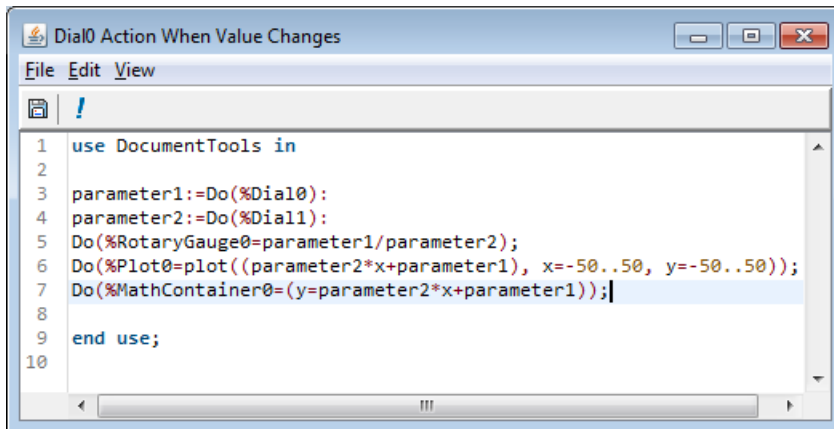 Dial0 Action When Value Changes
File Edit View
!
1 use DocumentTools in
2
3 parameter1:=Do(%Dial0):
4 parameter2:=Do(%Dial1):
5 Do(%RotaryGauge0=parameter1/parameter2);
6 Do(%Plot0=plot((parameter2*x+parameter1), x=-50..50, y=-50..50));
7 Do(%MathContainer0=(y=parameter2*x+parameter1));
8
9 end use;
10